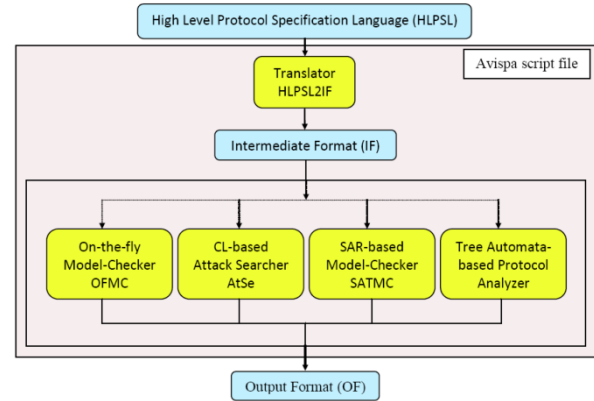 High Level Protocol Specification Language (HLPSL)
Avispa script file
Translator
HLPSL2IF
Intermediate Format (IF)
On-the-fly
Model-Checker
OFMC
CL-based
Attack Searcher
AtSe
SAR-based
Model-Checker
SATMC
Tree Automata-
based Protocol
Analyzer
Output Format (OF)